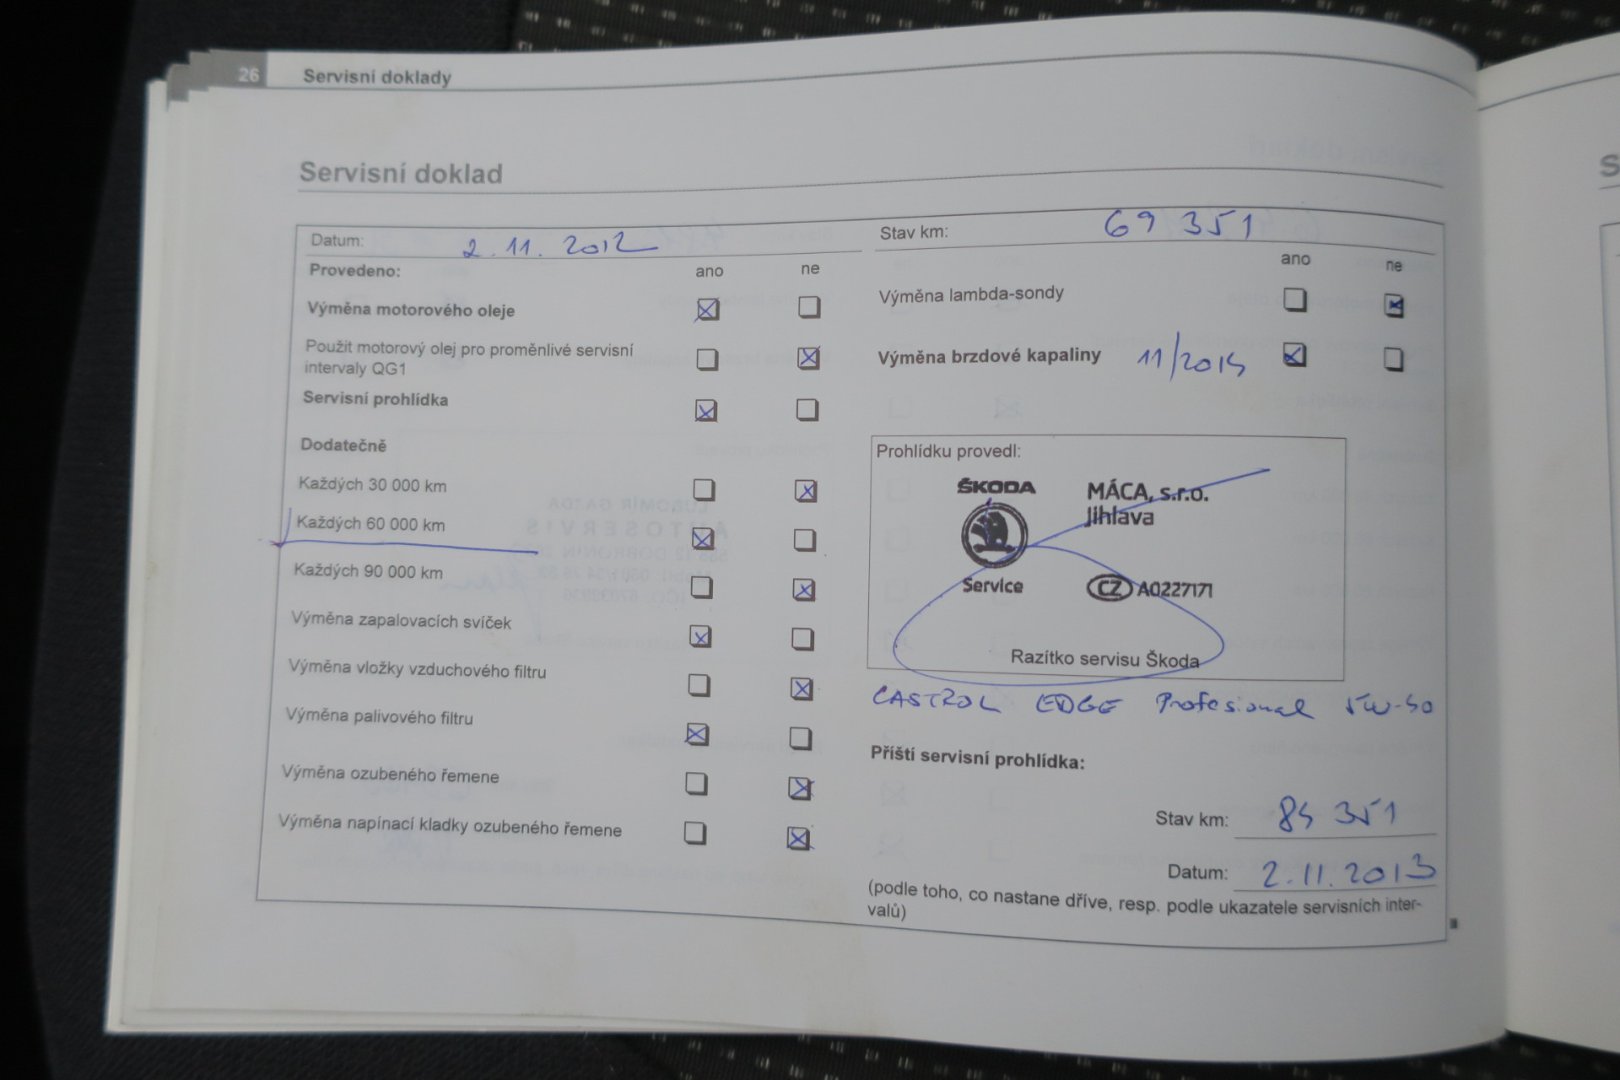 26 Servisní doklady
Servisní doklad
Datum: 2.11. 2012
Provedeno: ano ne
Výměna motorového oleje
Použit motorový olej pro proměnlivé servisní
intervaly QG1
Servisní prohlídka
Dodatečně
Každých 30 000 km
Každých 60 000 km
Každých 90 000 km
Výměna zapalovacích svíček
Výměna vložky vzduchového filtru
Výměna palivového filtru
Výměna ozubeného řemene
Výměna napínací kladky ozubeného řemene
Stav km: 69 351
ano ne
Výměna lambda-sondy
Výměna brzdové kapaliny
Prohlídku provedl:
ŠKODA
MÁCA, s.r.o.
Jihlava
Service
CZ A0227171
Razítko servisu Škoda
CASTROL EDGE Profesional
Příští servisní prohlídka:
Stav km: 84 351
Datum: 2.11.2013
(podle toho, co nastane dříve, resp. podle ukazatele servisních inter-
valů)